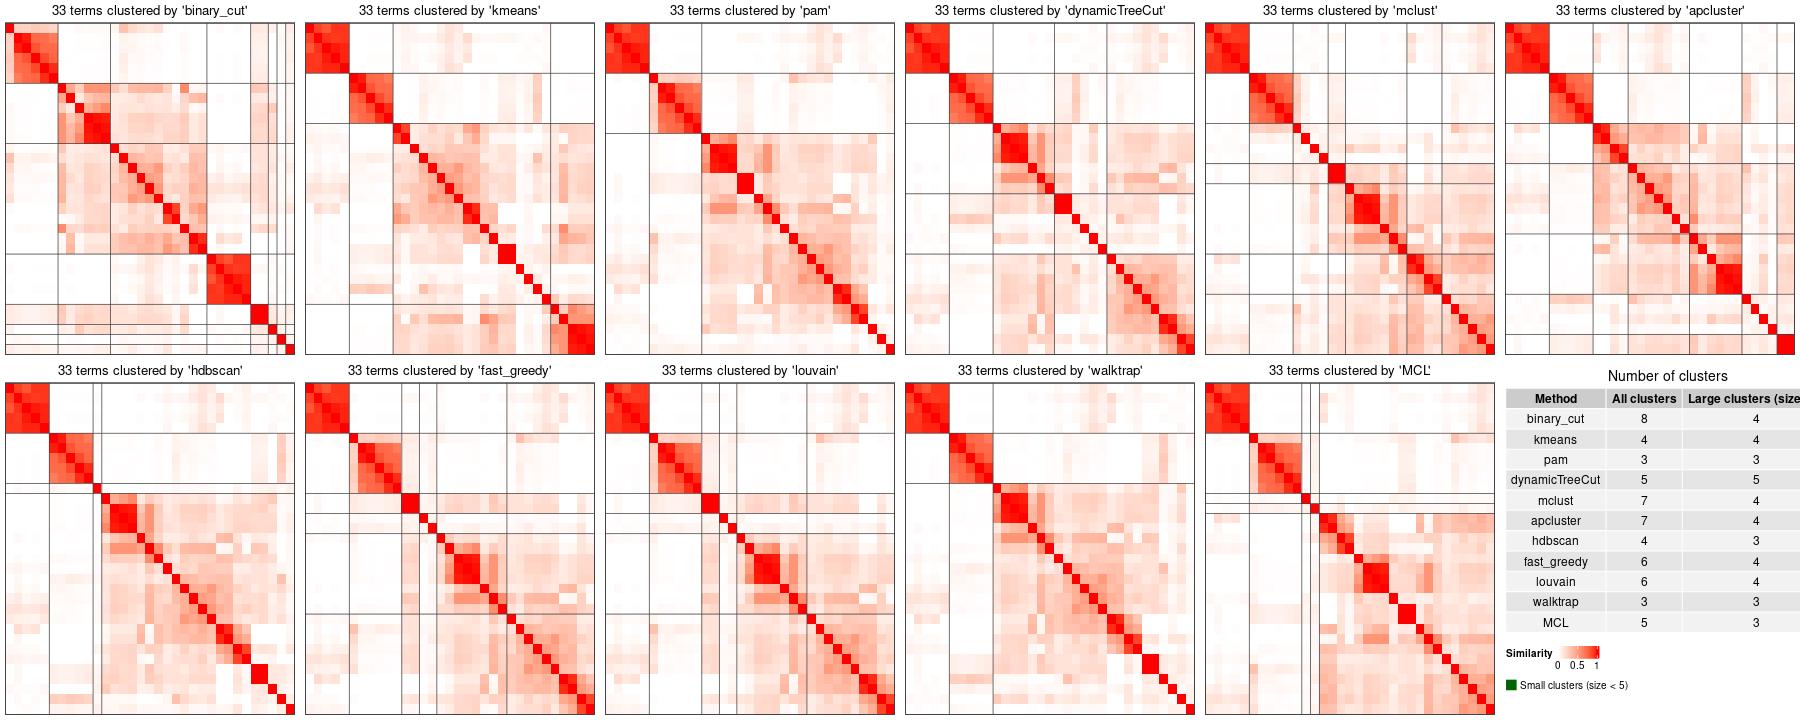 33 terms clustered by 'binary_cut'
33 terms clustered by 'kmeans'
33 terms clustered by 'pam'
33 terms clustered by 'dynamicTreeCut'
33 terms clustered by 'mclust'
33 terms clustered by 'apcluster'
33 terms clustered by 'hdbscan'
33 terms clustered by 'fast_greedy'
33 terms clustered by 'louvain'
33 terms clustered by 'walktrap'
33 terms clustered by 'MCL'
Number of clusters
Method All clusters Large clusters (size
binary_cut 8 4
kmeans 4 4
pam 3 3
dynamicTreeCut 5 5
mclust 7 4
apcluster 7 4
hdbscan 4 3
fast_greedy 6 4
louvain 6 4
walktrap 3 3
MCL 5 3
Similarity
0 0.5 1
Small clusters (size < 5)